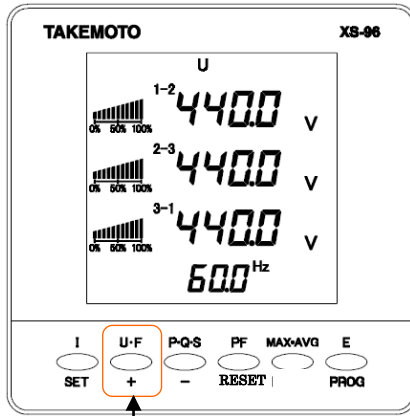 TAKEMOTO XS-96
U
1-2 440.0 V
0% 50% 100%
2-3 440.0 V
0% 50% 100%
3-1 440.0 V
0% 50% 100%
60.0 Hz
I U·F P·Q·S PF MAX·AVG E
SET + − RESET PROG